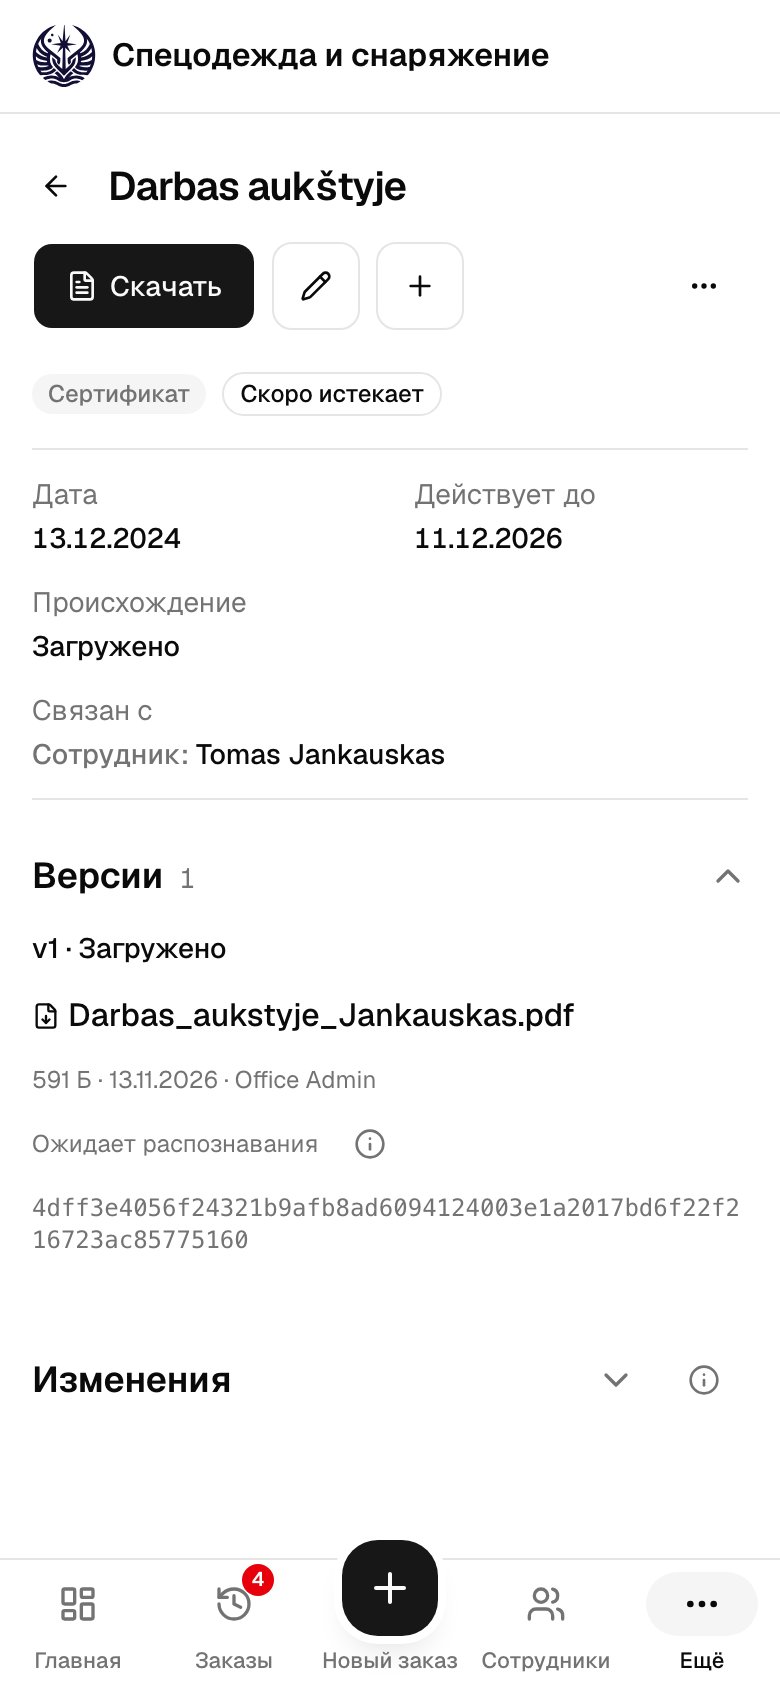 Спецодежда и снаряжение
Darbas aukštyje
Скачать
Сертификат
Скоро истекает
Дата
Действует до
13.12.2024
11.12.2026
Происхождение
Загружено
Связан с
Сотрудник: Tomas Jankauskas
Версии 1
v1 · Загружено
Darbas_aukstyje_Jankauskas.pdf
591 Б · 13.11.2026 · Office Admin
Ожидает распознавания
4dff3e4056f24321b9afb8ad6094124003e1a2017bd6f22f2
16723ac85775160
Изменения
4
Главная
Заказы
Новый заказ
Сотрудники
Ещё